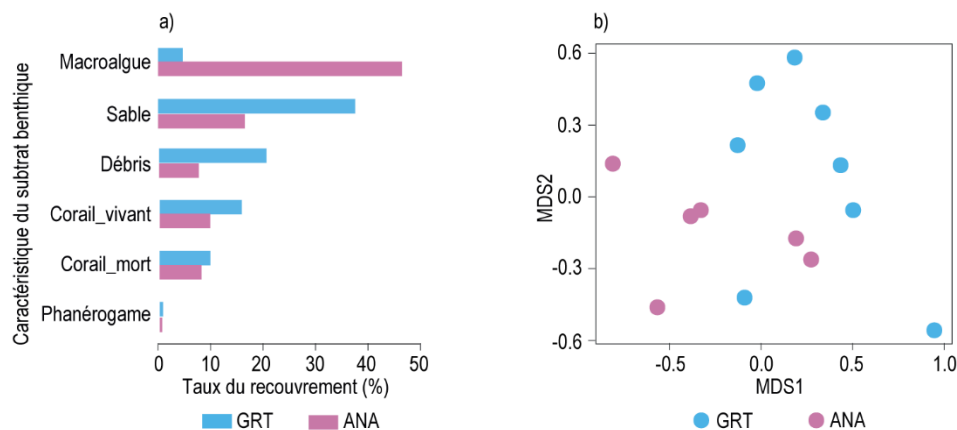 a)
Caractéristique du subtrat benthique
Macroalgue
Sable
Débris
Corail_vivant
Corail_mort
Phanérogame
0 10 20 30 40 50
Taux du recouvrement (%)
GRT ANA
b)
MDS2
0.6
0.3
0.0
-0.3
-0.6
-0.5 0.0 0.5 1.0
MDS1
GRT ANA